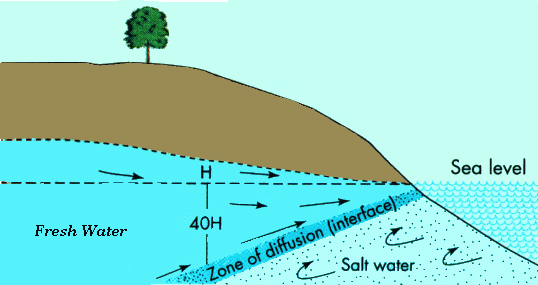 Sea level
H
40H
Fresh Water
Zone of diffusion (interface)
Salt water